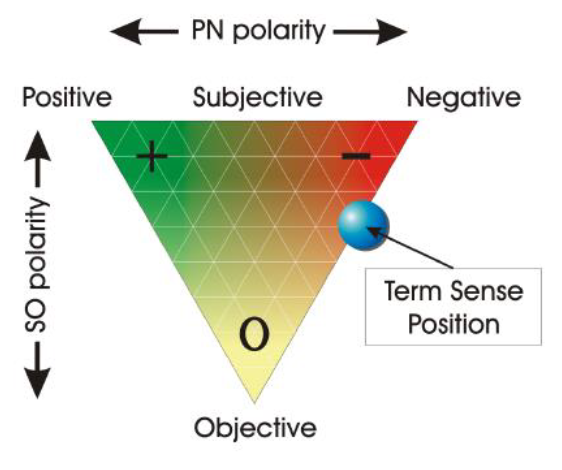 PN polarity
Positive
Subjective
Negative
+
−
SO polarity
Term Sense
Position
O
Objective